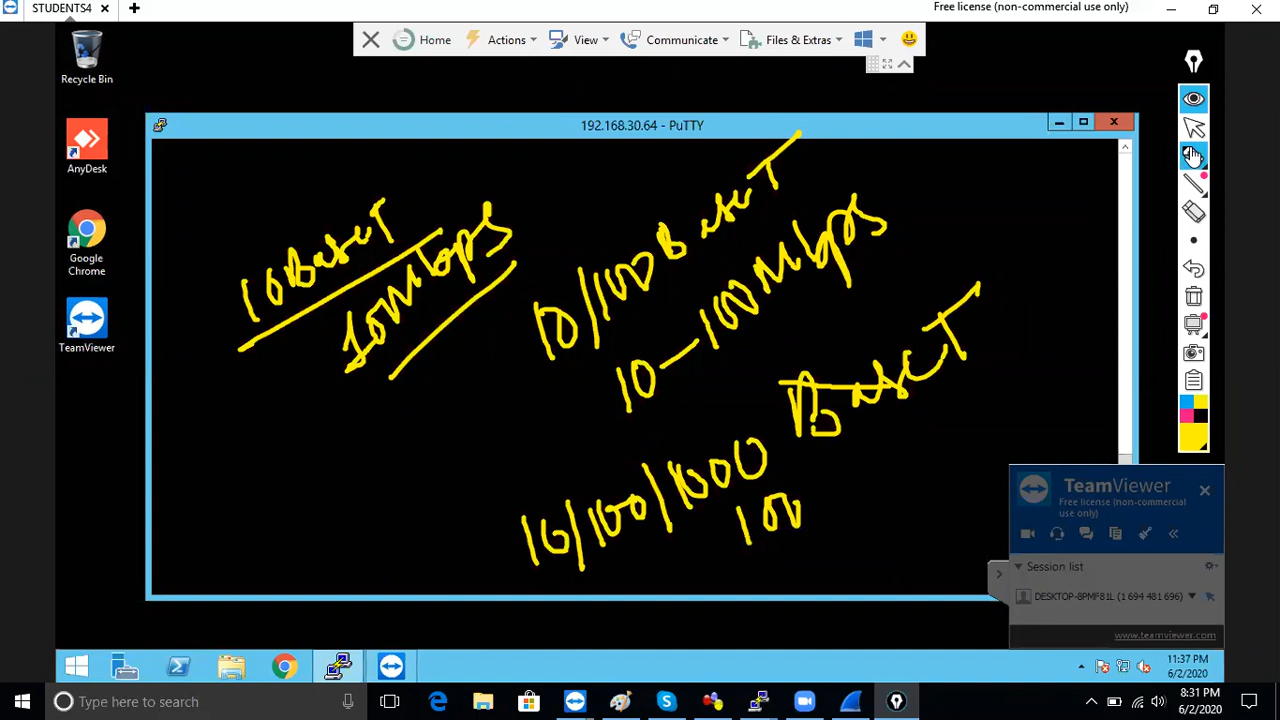 STUDENTS4
Free license (non-commercial use only)
Home
Actions
View
Communicate
Files & Extras
Recycle Bin
AnyDesk
Google
Chrome
TeamViewer
192.168.30.64 - PuTTY
10BaseT
10Mbps
10/100BaseT
10-100Mbps
10/100/1000 BaseT
100
TeamViewer
Free license (non-commercial
use only)
Session list
DESKTOP-8PMF81L (1 694 481 696)
www.teamviewer.com
11:37 PM
6/2/2020
Type here to search
8:31 PM
6/2/2020